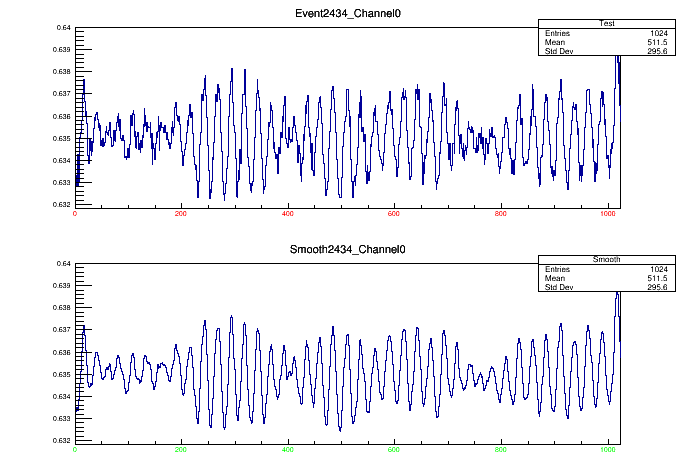 Event2434_Channel0
Test
Entries 1024
Mean 511.5
Std Dev 295.6
0.64
0.639
0.638
0.637
0.636
0.635
0.634
0.633
0.632
0 200 400 600 800 1000
Smooth2434_Channel0
Smooth
Entries 1024
Mean 511.5
Std Dev 295.6
0.64
0.639
0.638
0.637
0.636
0.635
0.634
0.633
0.632
0 200 400 600 800 1000